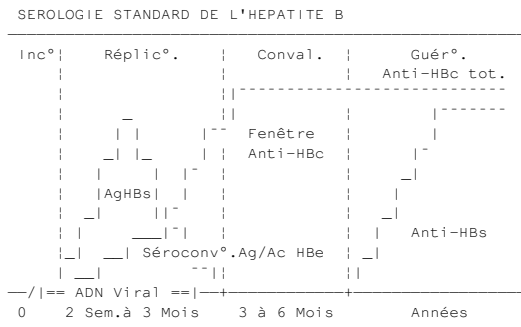 SEROLOGIE STANDARD DE L'HEPATITE B
Inc° Réplic°. Conval. Guér°.
Anti-HBc tot.
Fenêtre
Anti-HBc
AgHBs
Anti-HBs
Séroconv°.Ag/Ac HBe
ADN Viral
0 2 Sem.à 3 Mois 3 à 6 Mois Années